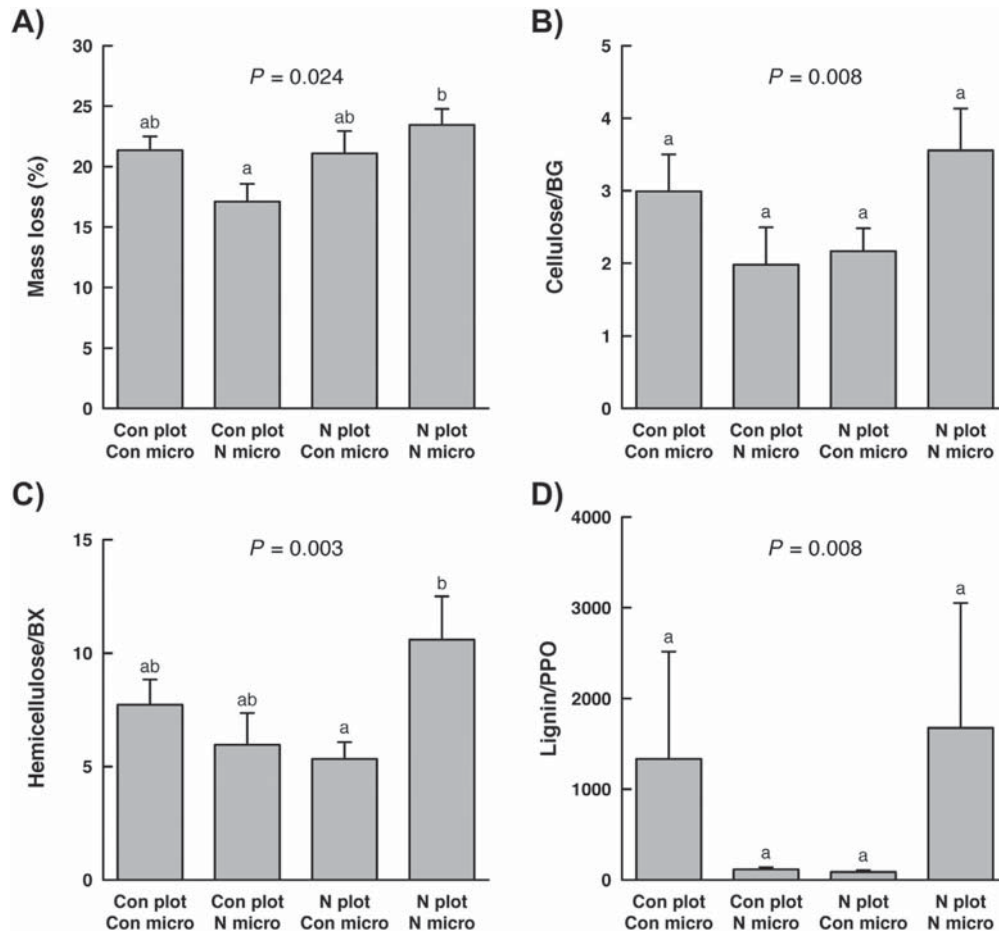 A)
Mass loss (%)
30
25
20
15
10
5
0
P = 0.024
ab
a
ab
b
Con plot Con plot N plot N plot
Con micro N micro Con micro N micro
B)
Cellulose/BG
5
4
3
2
1
0
P = 0.008
a
a
a
a
Con plot Con plot N plot N plot
Con micro N micro Con micro N micro
C)
Hemicellulose/BX
15
10
5
0
P = 0.003
ab
ab
a
b
Con plot Con plot N plot N plot
Con micro N micro Con micro N micro
D)
Lignin/PPO
4000
3000
2000
1000
0
P = 0.008
a
a
a
a
Con plot Con plot N plot N plot
Con micro N micro Con micro N micro